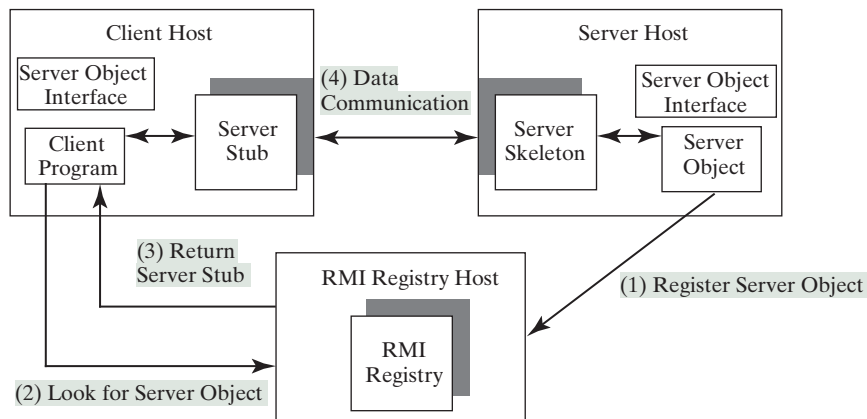 Client Host
Server Object
Interface
Client
Program
Server
Stub
(4) Data
Communication
Server Host
Server
Skeleton
Server Object
Interface
Server
Object
(3) Return
Server Stub
RMI Registry Host
RMI
Registry
(1) Register Server Object
(2) Look for Server Object